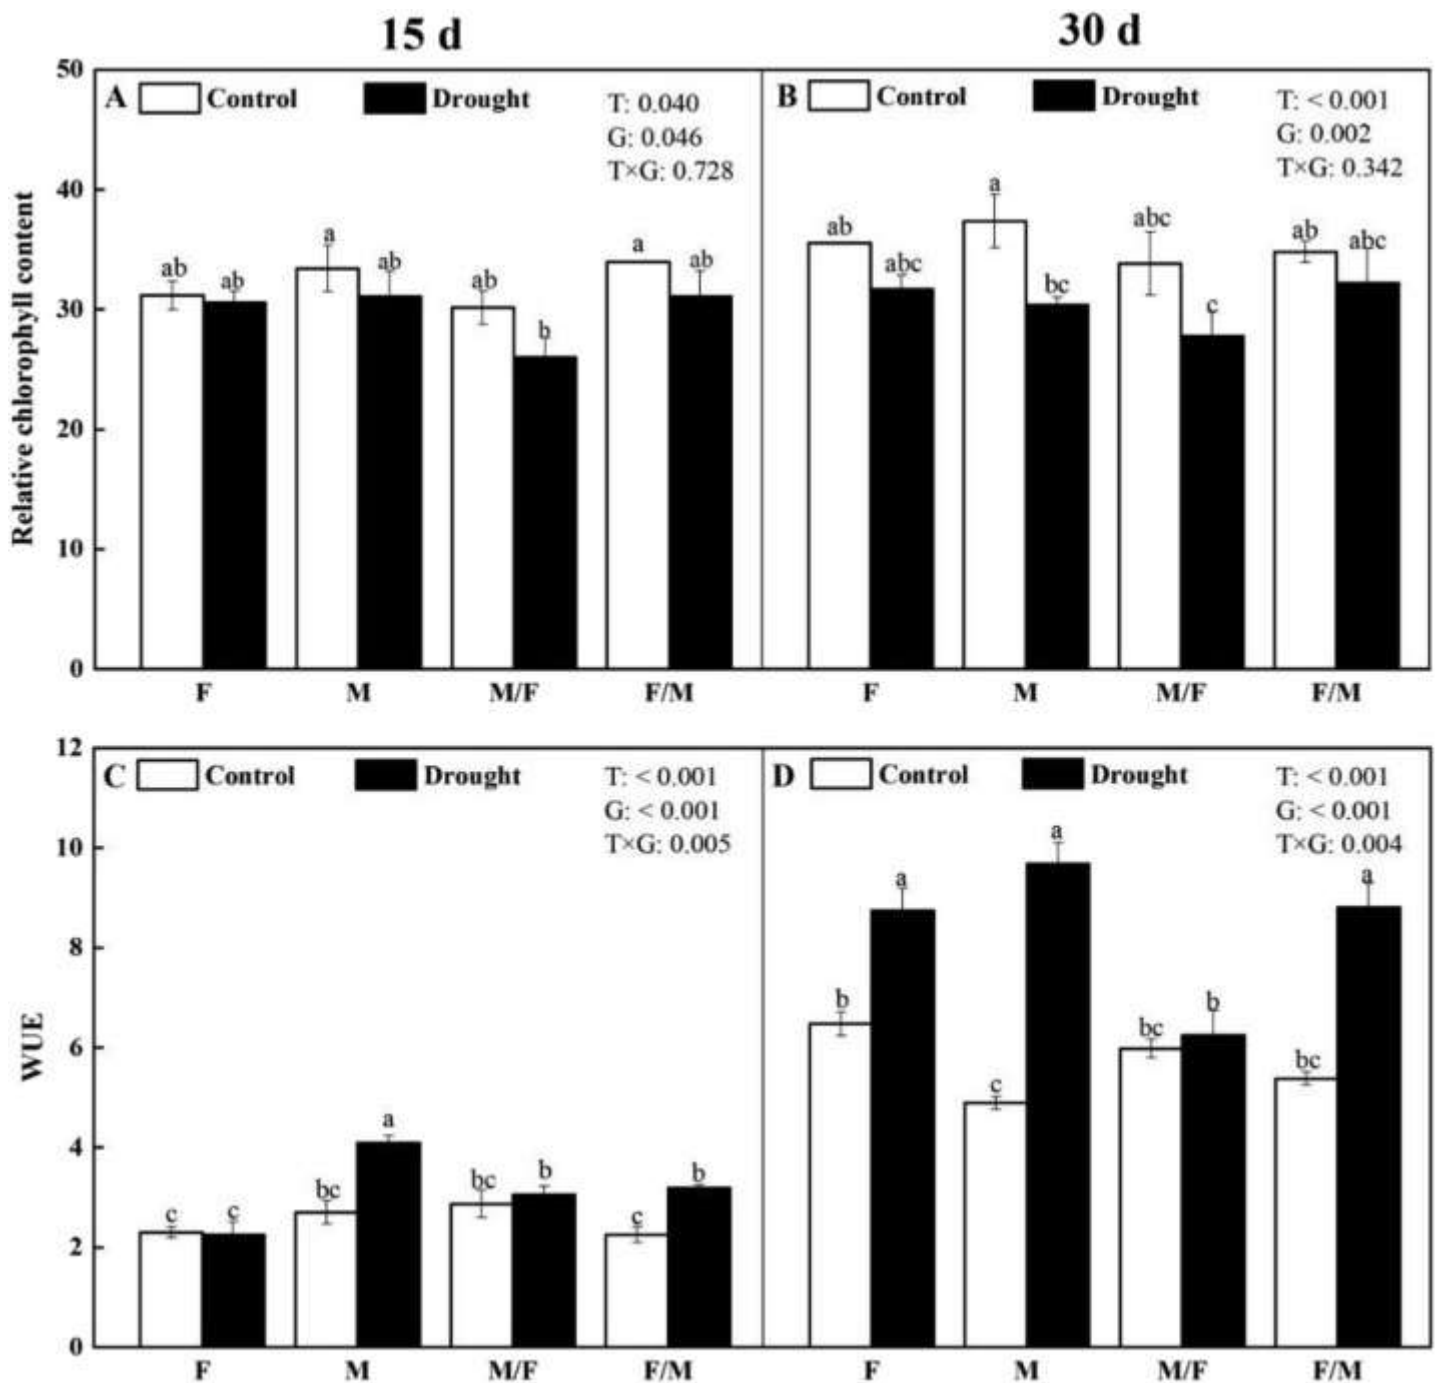 15 d
30 d
A Control Drought
T: 0.040
G: 0.046
T×G: 0.728
B Control Drought
T: < 0.001
G: 0.002
T×G: 0.342
Relative chlorophyll content
50
40
30
20
10
0
ab ab a ab ab b a ab
ab abc a bc abc c ab abc
F M M/F F/M
F M M/F F/M
C Control Drought
T: < 0.001
G: < 0.001
T×G: 0.005
D Control Drought
T: < 0.001
G: < 0.001
T×G: 0.004
WUE
12
10
8
6
4
2
0
c c bc a bc b c b
b a c a bc b bc a
F M M/F F/M
F M M/F F/M